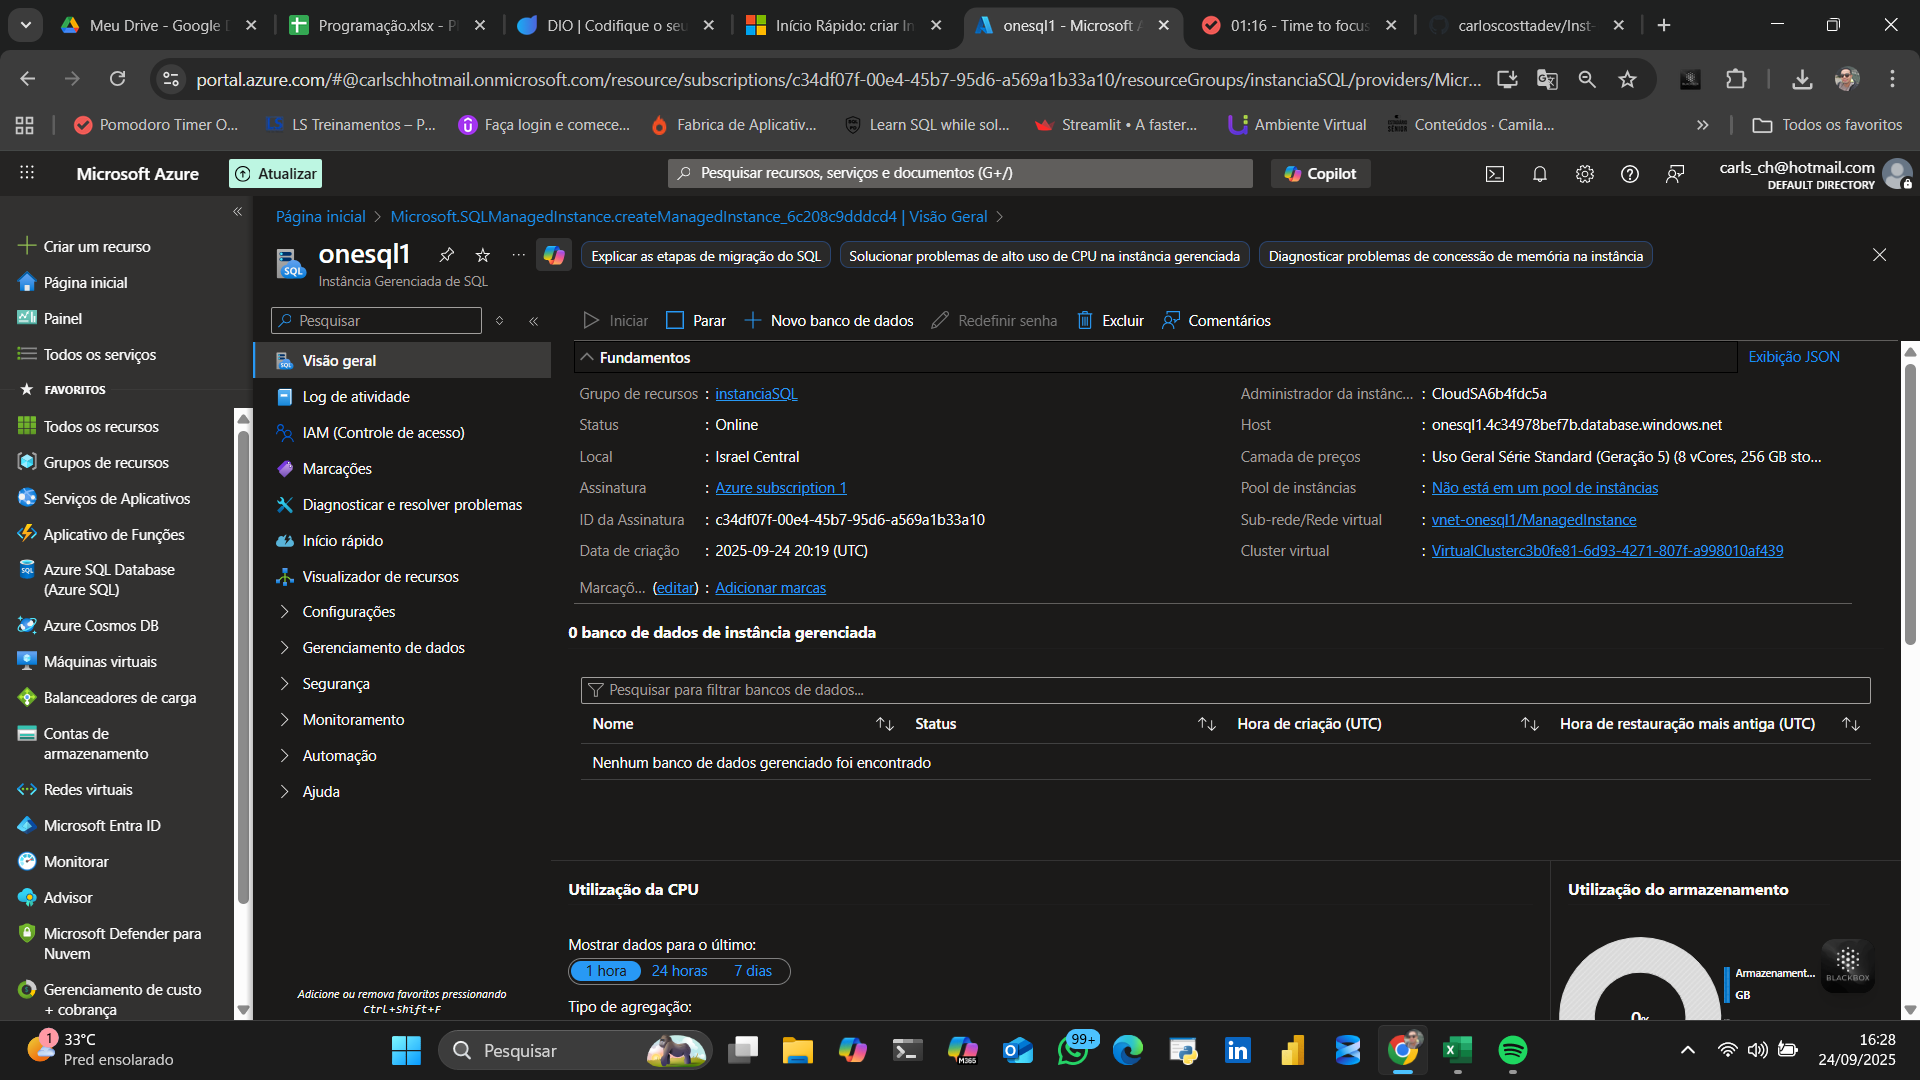 Meu Drive - Google
Programação.xlsx - P
DIO | Codifique o seu
Início Rápido: criar In
onesql1 - Microsoft A
01:16 - Time to focus
carloscosttadev/Inst-
portal.azure.com/#@carlschhotmail.onmicrosoft.com/resource/subscriptions/c34df07f-00e4-45b7-95d6-a569a1b33a10/resourceGroups/instanciaSQL/providers/Micr...
Pomodoro Timer O...
LS Treinamentos – P...
Faça login e comece...
Fabrica de Aplicativ...
Learn SQL while sol...
Streamlit • A faster...
Ambiente Virtual
Conteúdos · Camila...
Todos os favoritos
Microsoft Azure
Atualizar
Pesquisar recursos, serviços e documentos (G+/)
Copilot
carls_ch@hotmail.com
DEFAULT DIRECTORY
Criar um recurso
Página inicial
Painel
Todos os serviços
FAVORITOS
Todos os recursos
Grupos de recursos
Serviços de Aplicativos
Aplicativo de Funções
Azure SQL Database
(Azure SQL)
Azure Cosmos DB
Máquinas virtuais
Balanceadores de carga
Contas de
armazenamento
Redes virtuais
Microsoft Entra ID
Monitorar
Advisor
Microsoft Defender para
Nuvem
Gerenciamento de custo
+ cobrança
Página inicial > Microsoft.SQLManagedInstance.createManagedInstance_6c208c9dddcd4 | Visão Geral >
onesql1
Instância Gerenciada de SQL
Explicar as etapas de migração do SQL
Solucionar problemas de alto uso de CPU na instância gerenciada
Diagnosticar problemas de concessão de memória na instância
Pesquisar
Visão geral
Log de atividade
IAM (Controle de acesso)
Marcações
Diagnosticar e resolver problemas
Início rápido
Visualizador de recursos
Configurações
Gerenciamento de dados
Segurança
Monitoramento
Automação
Ajuda
Adicione ou remova favoritos pressionando
Ctrl+Shift+F
Iniciar
Parar
Novo banco de dados
Redefinir senha
Excluir
Comentários
Fundamentos
Exibição JSON
Grupo de recursos : instanciaSQL
Status : Online
Local : Israel Central
Assinatura : Azure subscription 1
ID da Assinatura : c34df07f-00e4-45b7-95d6-a569a1b33a10
Data de criação : 2025-09-24 20:19 (UTC)
Administrador da instânc... : CloudSA6b4fdc5a
Host : onesql1.4c34978bef7b.database.windows.net
Camada de preços : Uso Geral Série Standard (Geração 5) (8 vCores, 256 GB sto...
Pool de instâncias : Não está em um pool de instâncias
Sub-rede/Rede virtual : vnet-onesql1/ManagedInstance
Cluster virtual : VirtualClusterc3b0fe81-6d93-4271-807f-a998010af439
Marcaçõ... (editar) : Adicionar marcas
0 banco de dados de instância gerenciada
Pesquisar para filtrar bancos de dados...
Nome
Status
Hora de criação (UTC)
Hora de restauração mais antiga (UTC)
Nenhum banco de dados gerenciado foi encontrado
Utilização da CPU
Mostrar dados para o último:
1 hora
24 horas
7 dias
Tipo de agregação:
Utilização do armazenamento
Armazenament...
GB
0%
BLACKBOX
1
33°C
Pred ensolarado
Pesquisar
M365
99+
16:28
24/09/2025